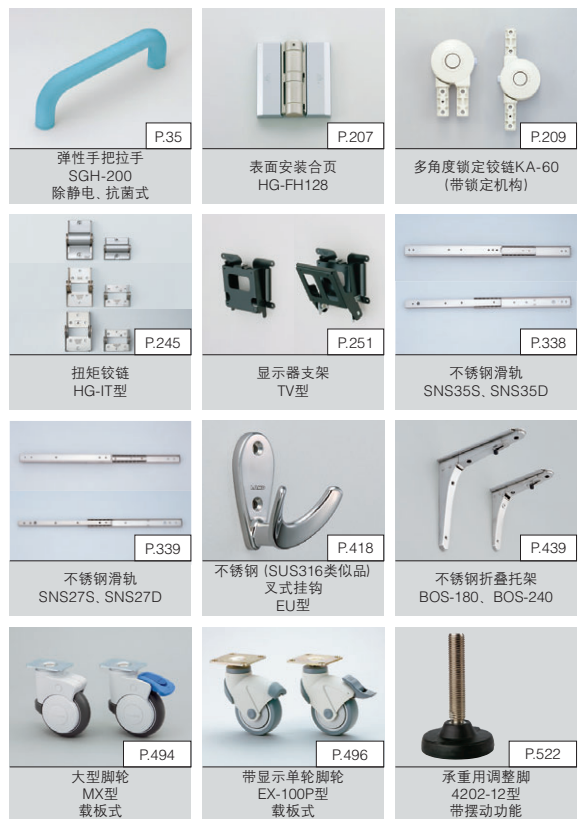 P.35
弹性手把拉手
SGH-200
除静电、抗菌式
P.207
表面安装合页
HG-FH128
P.209
多角度锁定铰链KA-60
(带锁定机构)
P.245
扭矩铰链
HG-IT型
P.251
显示器支架
TV型
P.338
不锈钢滑轨
SNS35S、SNS35D
P.339
不锈钢滑轨
SNS27S、SNS27D
P.418
不锈钢 (SUS316类似品)
叉式挂钩
EU型
P.439
不锈钢折叠托架
BOS-180、BOS-240
P.494
大型脚轮
MX型
载板式
P.496
带显示单轮脚轮
EX-100P型
载板式
P.522
承重用调整脚
4202-12型
带摆动功能